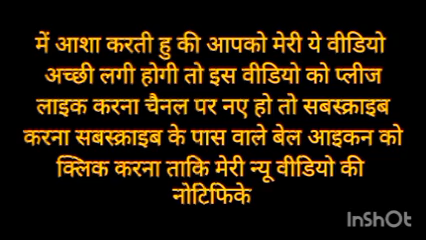 में आशा करती हु की आपको मेरी ये वीडियो
अच्छी लगी होगी तो इस वीडियो को प्लीज
लाइक करना चैनल पर नए हो तो सबस्क्राइब
करना सबस्क्राइब के पास वाले बेल आइकन को
क्लिक करना ताकि मेरी न्यू वीडियो की
नोटिफिके
InShOt